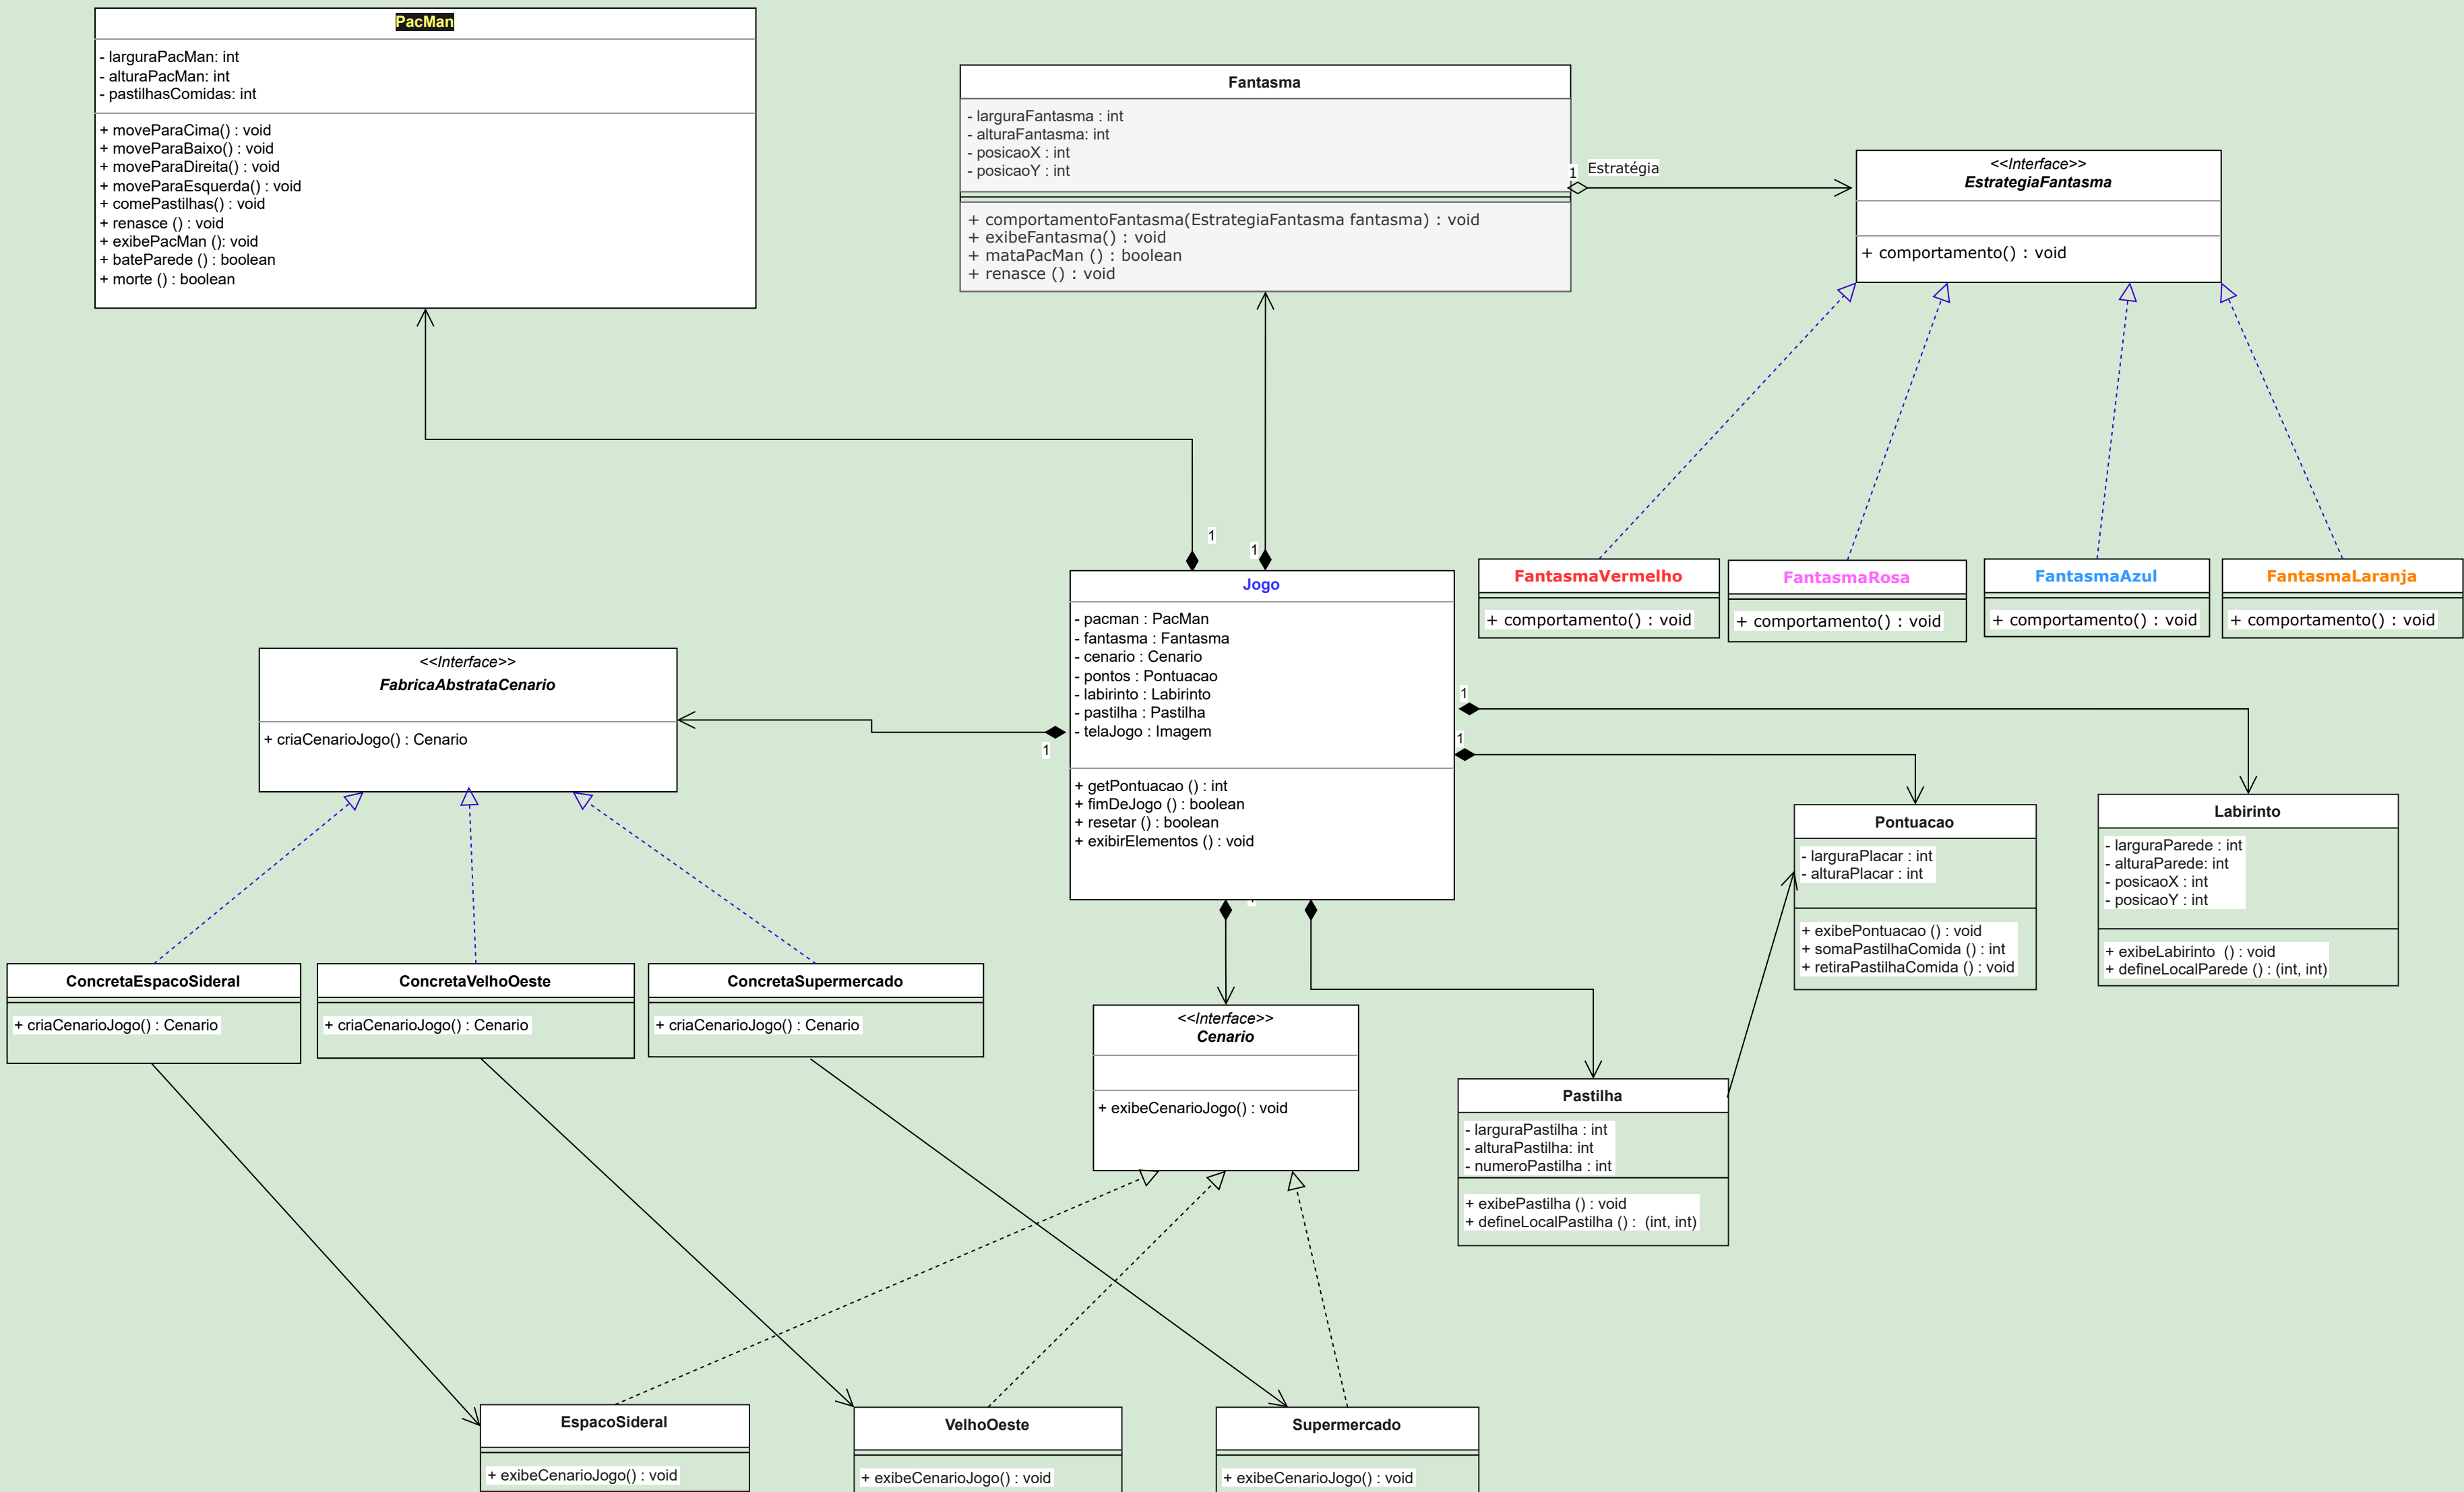 PacMan
- larguraPacMan: int
- alturaPacMan: int
- pastilhasComidas: int
+ moveParaCima() : void
+ moveParaBaixo() : void
+ moveParaDireita() : void
+ moveParaEsquerda() : void
+ comePastilhas() : void
+ renasce () : void
+ exibePacMan (): void
+ bateParede () : boolean
+ morte () : boolean
Fantasma
- larguraFantasma : int
- alturaFantasma: int
- posicaoX : int
- posicaoY : int
+ comportamentoFantasma(EstrategiaFantasma fantasma) : void
+ exibeFantasma() : void
+ mataPacMan () : boolean
+ renasce () : void
1
Estratégia
<<Interface>>
EstrategiaFantasma
+ comportamento() : void
FantasmaVermelho
+ comportamento() : void
FantasmaRosa
+ comportamento() : void
FantasmaAzul
+ comportamento() : void
FantasmaLaranja
+ comportamento() : void
1
1
Jogo
- pacman : PacMan
- fantasma : Fantasma
- cenario : Cenario
- pontos : Pontuacao
- labirinto : Labirinto
- pastilha : Pastilha
- telaJogo : Imagem
+ getPontuacao () : int
+ fimDeJogo () : boolean
+ resetar () : boolean
+ exibirElementos () : void
1
1
1
<<Interface>>
FabricaAbstrataCenario
+ criaCenarioJogo() : Cenario
ConcretaEspacoSideral
+ criaCenarioJogo() : Cenario
ConcretaVelhoOeste
+ criaCenarioJogo() : Cenario
ConcretaSupermercado
+ criaCenarioJogo() : Cenario
Pontuacao
- larguraPlacar : int
- alturaPlacar : int
+ exibePontuacao () : void
+ somaPastilhaComida () : int
+ retiraPastilhaComida () : void
Labirinto
- larguraParede : int
- alturaParede: int
- posicaoX : int
- posicaoY : int
+ exibeLabirinto () : void
+ defineLocalParede () : (int, int)
<<Interface>>
Cenario
+ exibeCenarioJogo() : void
Pastilha
- larguraPastilha : int
- alturaPastilha: int
- numeroPastilha : int
+ exibePastilha () : void
+ defineLocalPastilha () : (int, int)
EspacoSideral
+ exibeCenarioJogo() : void
VelhoOeste
+ exibeCenarioJogo() : void
Supermercado
+ exibeCenarioJogo() : void